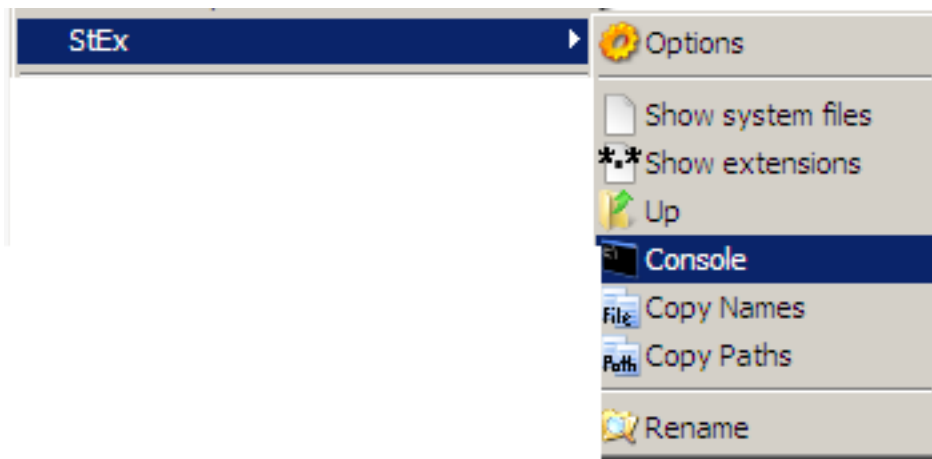 StEx
Options
Show system files
*.*
Show extensions
Up
Console
File
Copy Names
Path
Copy Paths
Rename